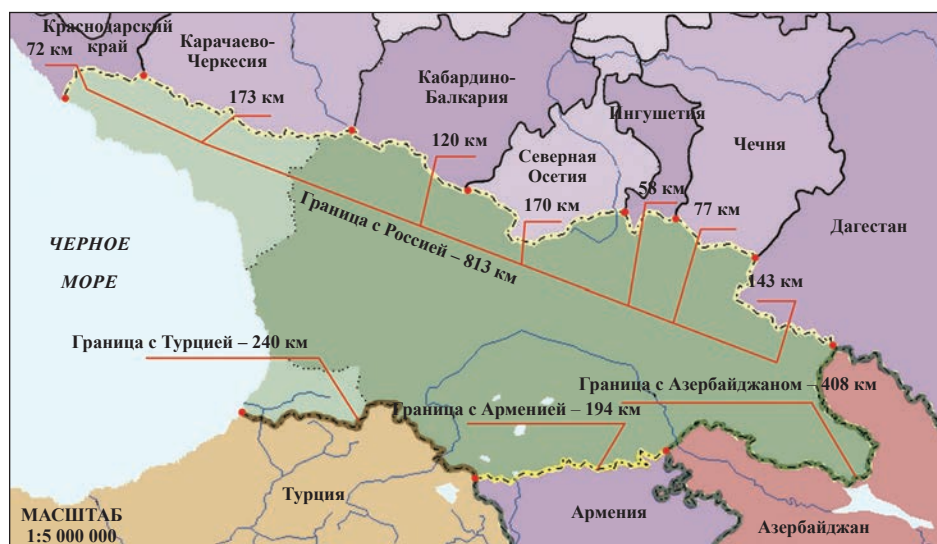 Краснодарский
край
72 км
Карачаево-
Черкесия
173 км
Кабардино-
Балкария
120 км
Северная
Осетия
170 км
Ингушетия
58 км
Чечня
77 км
Дагестан
143 км
ЧЕРНОЕ
МОРЕ
Граница с Россией – 813 км
Граница с Турцией – 240 км
Граница с Азербайджаном – 408 км
Граница с Арменией – 194 км
Турция
Армения
Азербайджан
МАСШТАБ
1:5 000 000